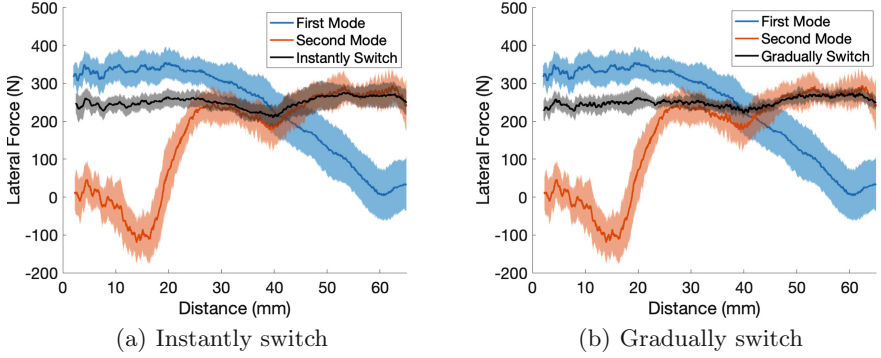 500
400
300
200
100
0
-100
-200
Lateral Force (N)
First Mode
Second Mode
Instantly Switch
0 10 20 30 40 50 60
Distance (mm)
(a) Instantly switch
500
400
300
200
100
0
-100
-200
Lateral Force (N)
First Mode
Second Mode
Gradually Switch
0 10 20 30 40 50 60
Distance (mm)
(b) Gradually switch